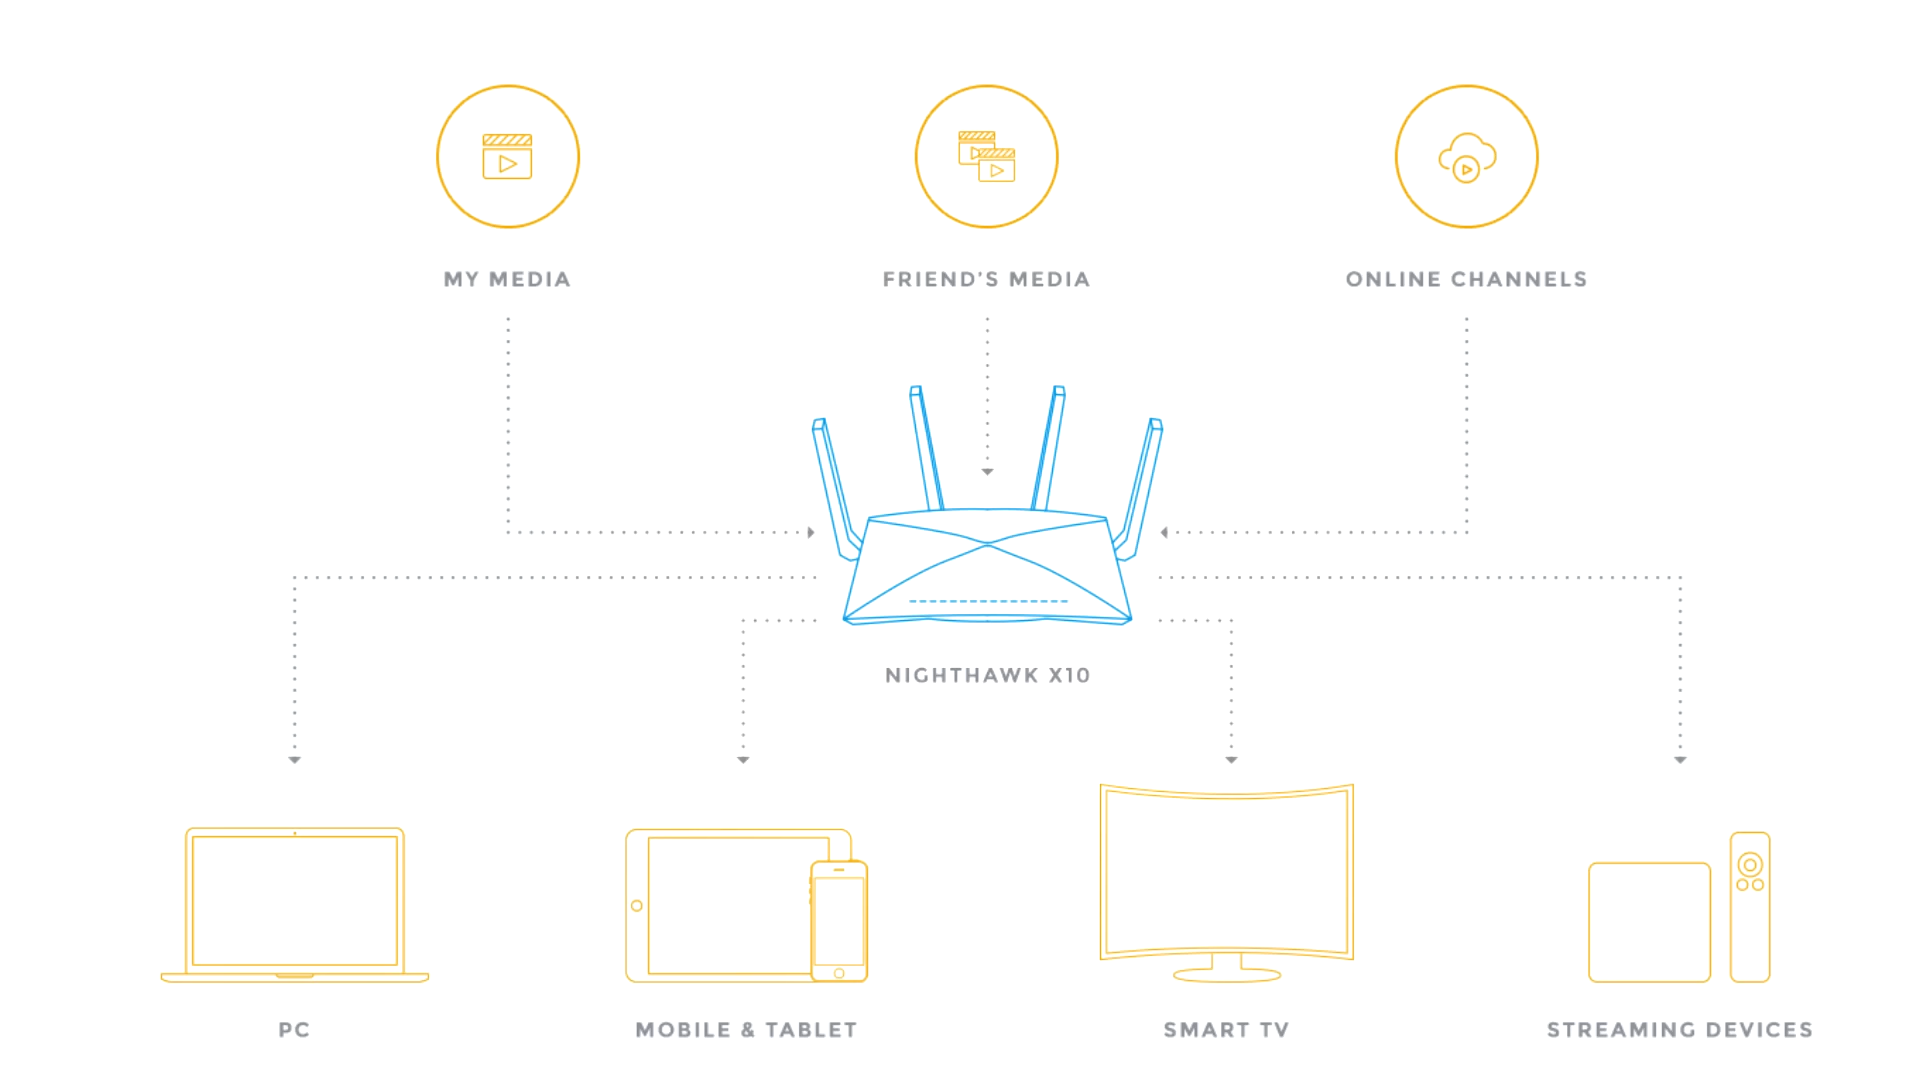 MY MEDIA
FRIEND'S MEDIA
ONLINE CHANNELS
NIGHTHAWK X10
PC
MOBILE & TABLET
SMART TV
STREAMING DEVICES